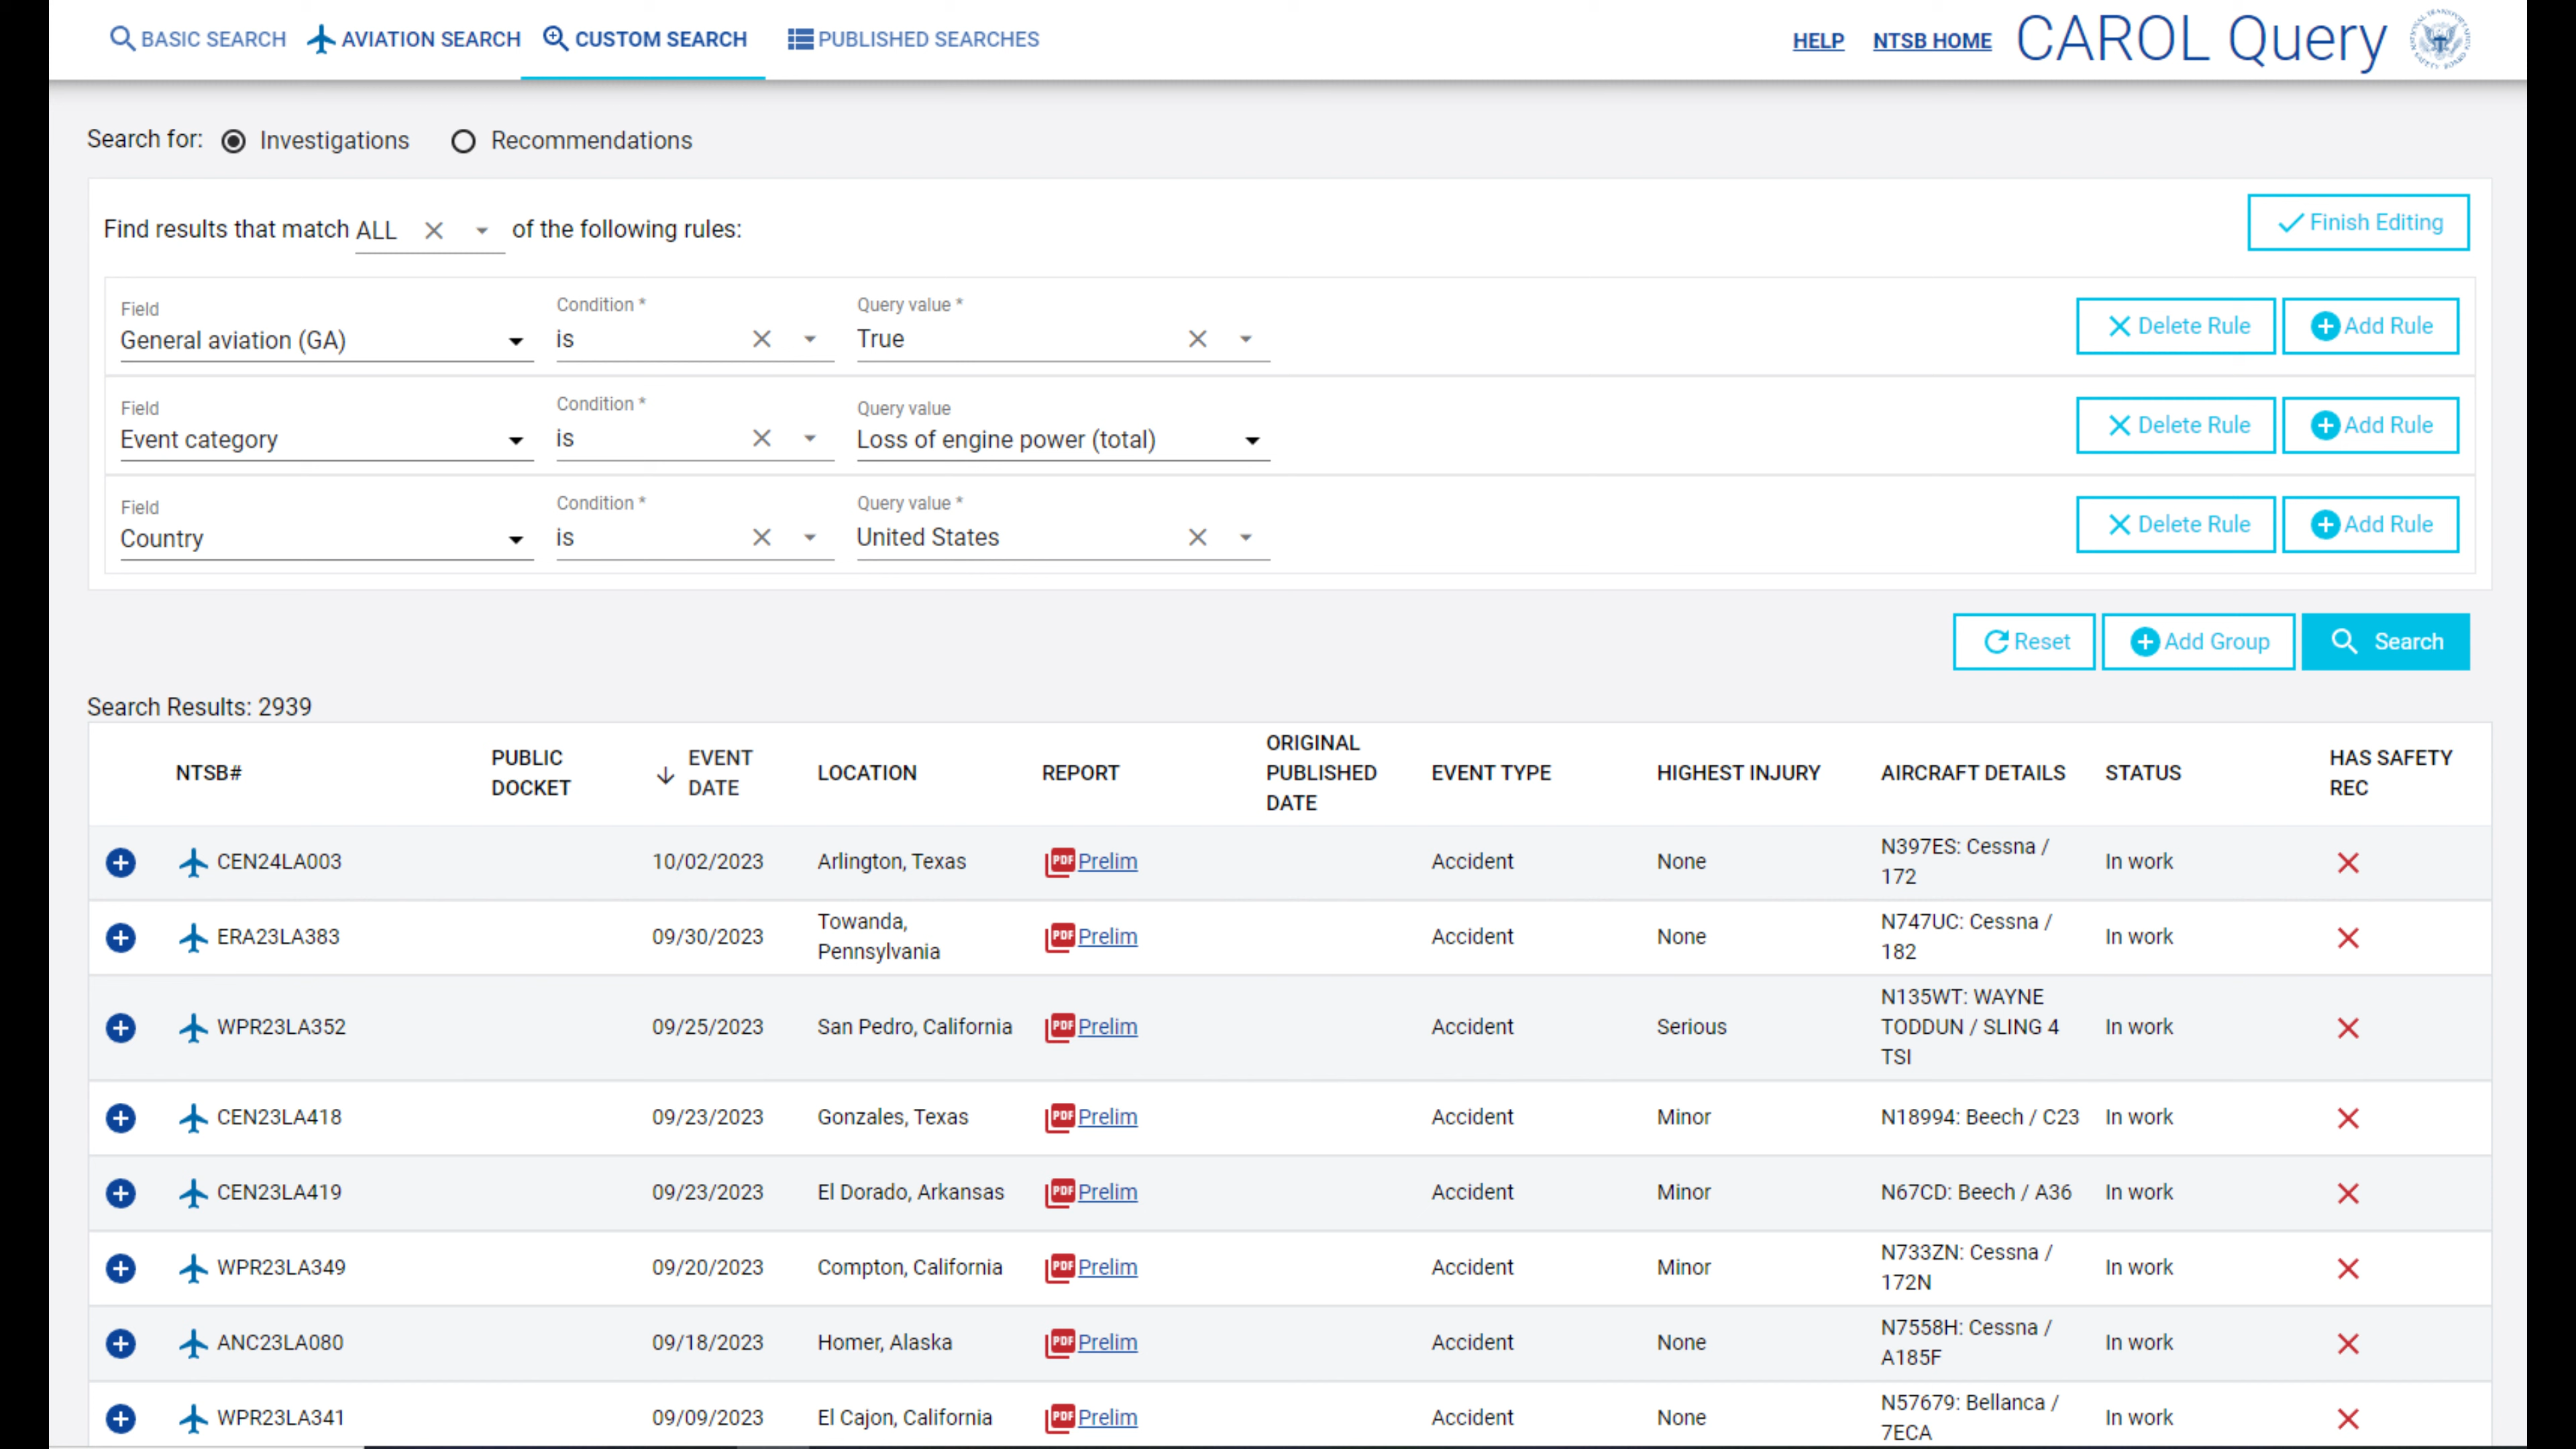 BASIC SEARCH AVIATION SEARCH CUSTOM SEARCH PUBLISHED SEARCHES HELP NTSB HOME CAROL Query
Search for: Investigations Recommendations
Find results that match ALL of the following rules: Finish Editing
Field Condition * Query value *
General aviation (GA) is True Delete Rule Add Rule
Field Condition * Query value
Event category is Loss of engine power (total) Delete Rule Add Rule
Field Condition * Query value *
Country is United States Delete Rule Add Rule
Reset Add Group Search
Search Results: 2939
NTSB# PUBLIC DOCKET EVENT DATE LOCATION REPORT ORIGINAL PUBLISHED DATE EVENT TYPE HIGHEST INJURY AIRCRAFT DETAILS STATUS HAS SAFETY REC
CEN24LA003 10/02/2023 Arlington, Texas PDF Prelim Accident None N397ES: Cessna / 172 In work
ERA23LA383 09/30/2023 Towanda, Pennsylvania PDF Prelim Accident None N747UC: Cessna / 182 In work
WPR23LA352 09/25/2023 San Pedro, California PDF Prelim Accident Serious N135WT: WAYNE TODDUN / SLING 4 TSI In work
CEN23LA418 09/23/2023 Gonzales, Texas PDF Prelim Accident Minor N18994: Beech / C23 In work
CEN23LA419 09/23/2023 El Dorado, Arkansas PDF Prelim Accident Minor N67CD: Beech / A36 In work
WPR23LA349 09/20/2023 Compton, California PDF Prelim Accident Minor N733ZN: Cessna / 172N In work
ANC23LA080 09/18/2023 Homer, Alaska PDF Prelim Accident None N7558H: Cessna / A185F In work
WPR23LA341 09/09/2023 El Cajon, California PDF Prelim Accident None N57679: Bellanca / 7ECA In work